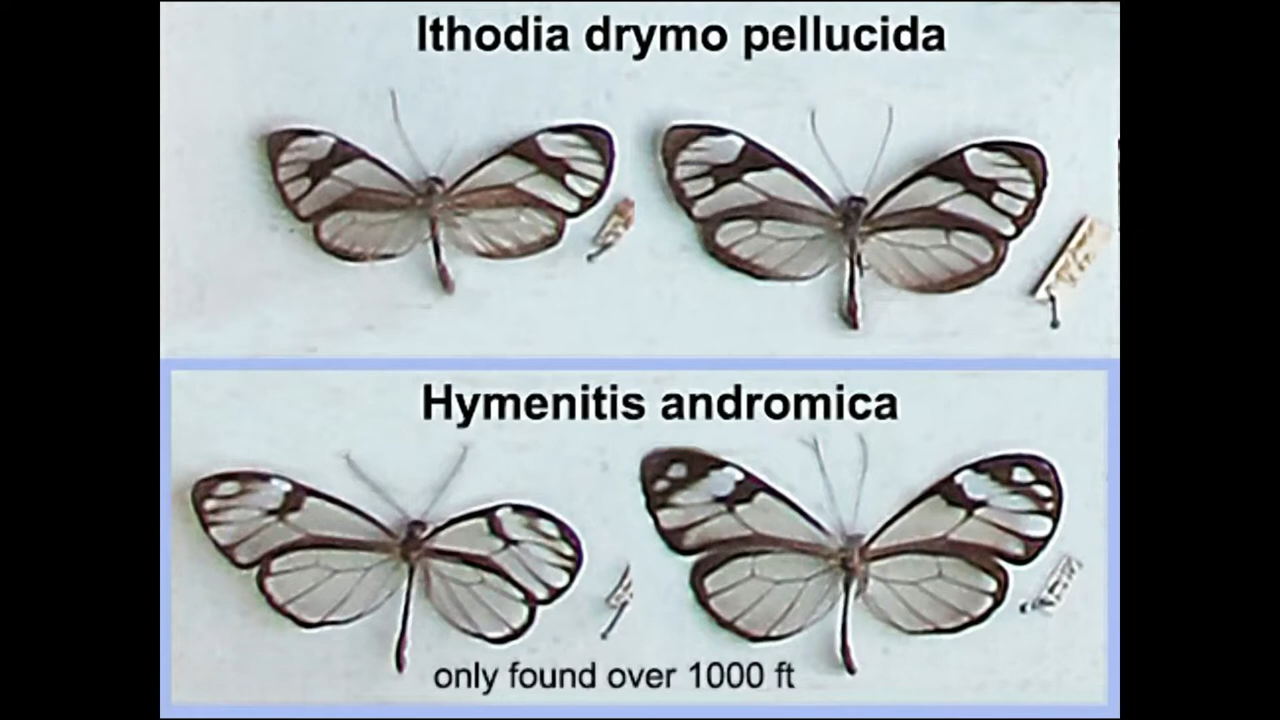 Ithodia drymo pellucida
Hymenitis andromica
only found over 1000 ft